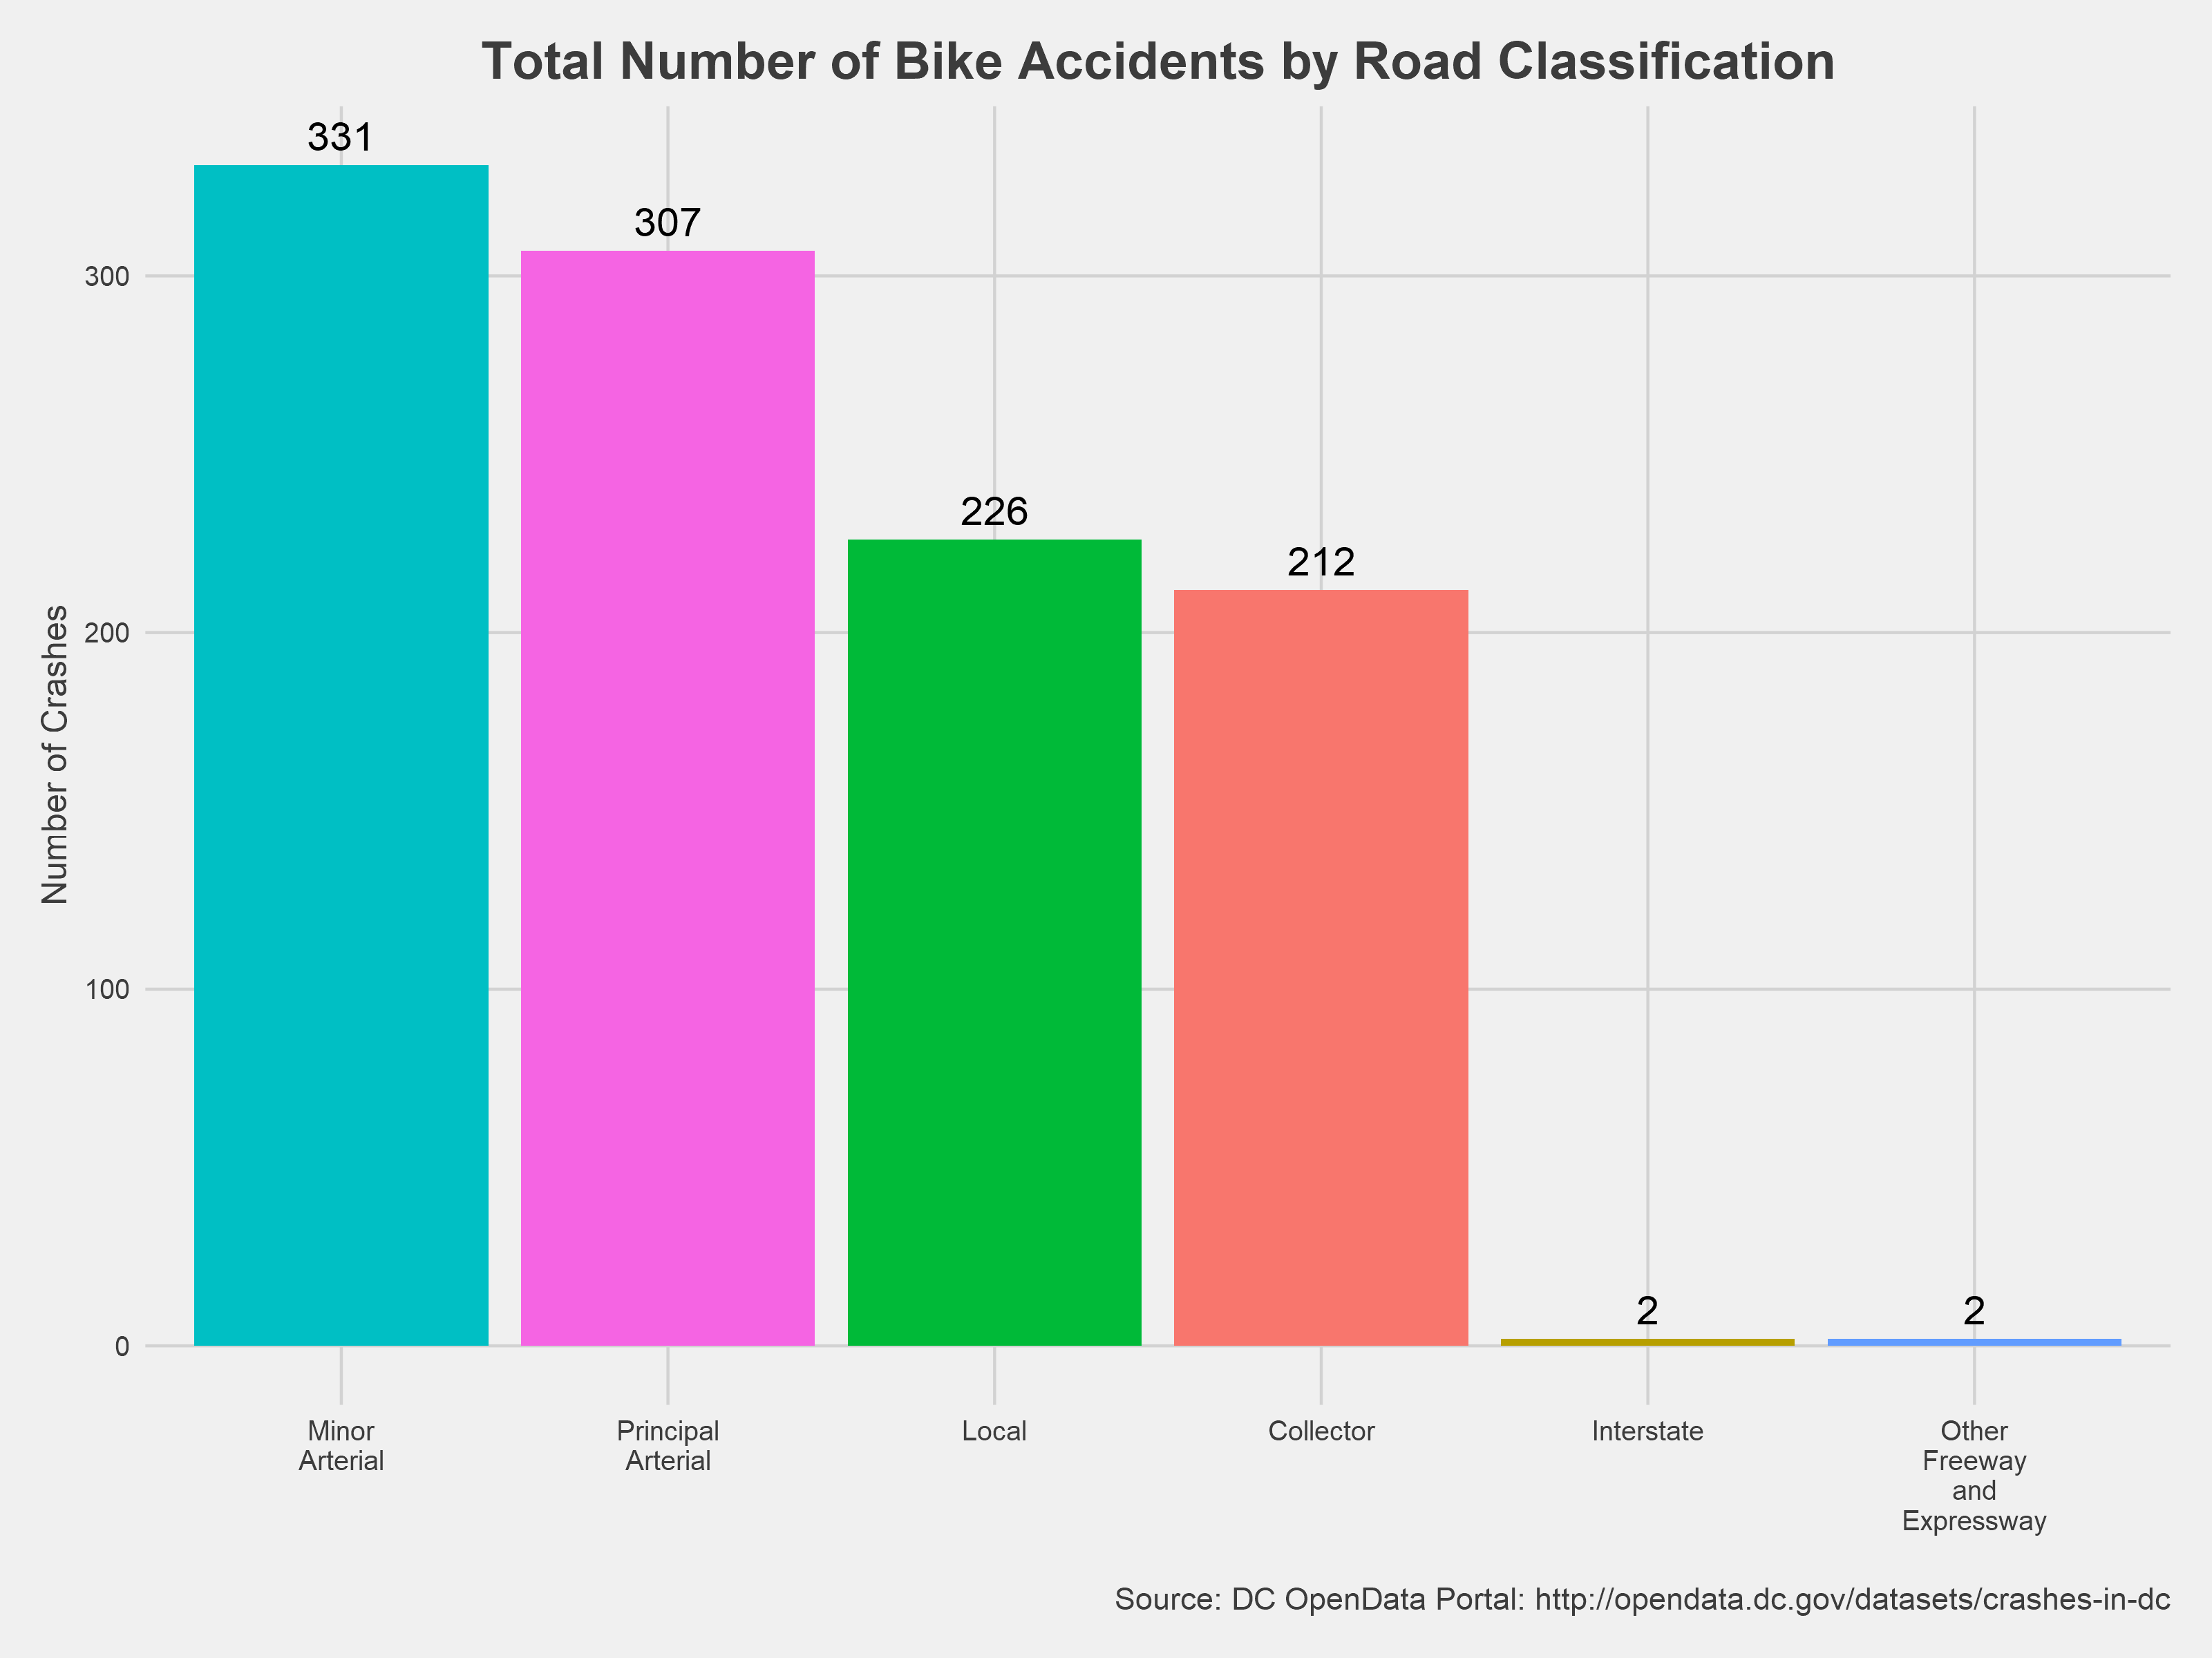 Total Number of Bike Accidents by Road Classification
Number of Crashes
300
200
100
0
331
307
226
212
2
2
Minor
Arterial
Principal
Arterial
Local
Collector
Interstate
Other
Freeway
and
Expressway
Source: DC OpenData Portal: http://opendata.dc.gov/datasets/crashes-in-dc